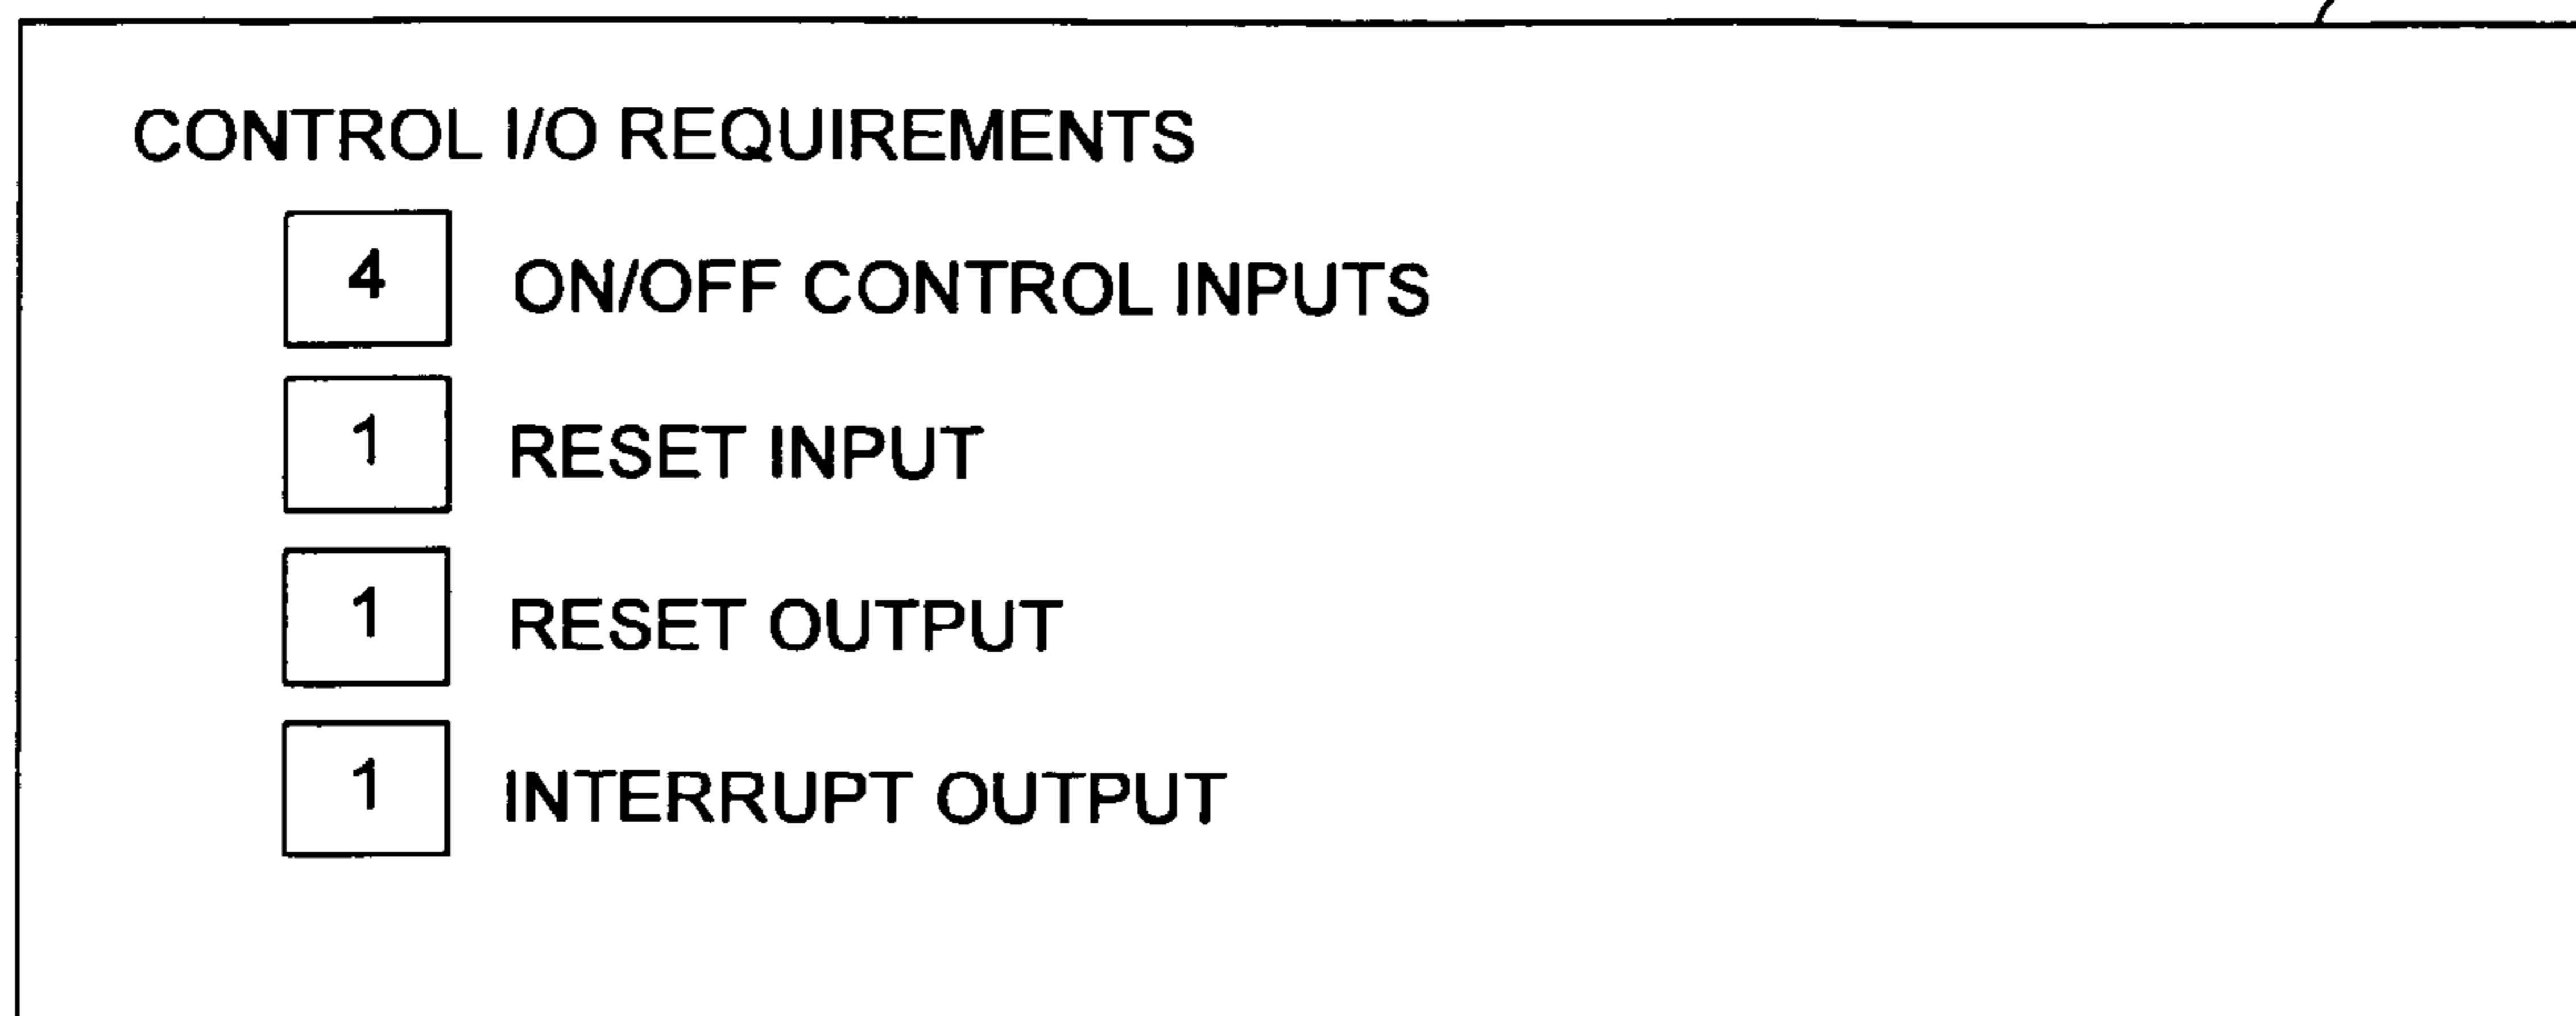 CONTROL I/O REQUIREMENTS
4 ON/OFF CONTROL INPUTS
1 RESET INPUT
1 RESET OUTPUT
1 INTERRUPT OUTPUT